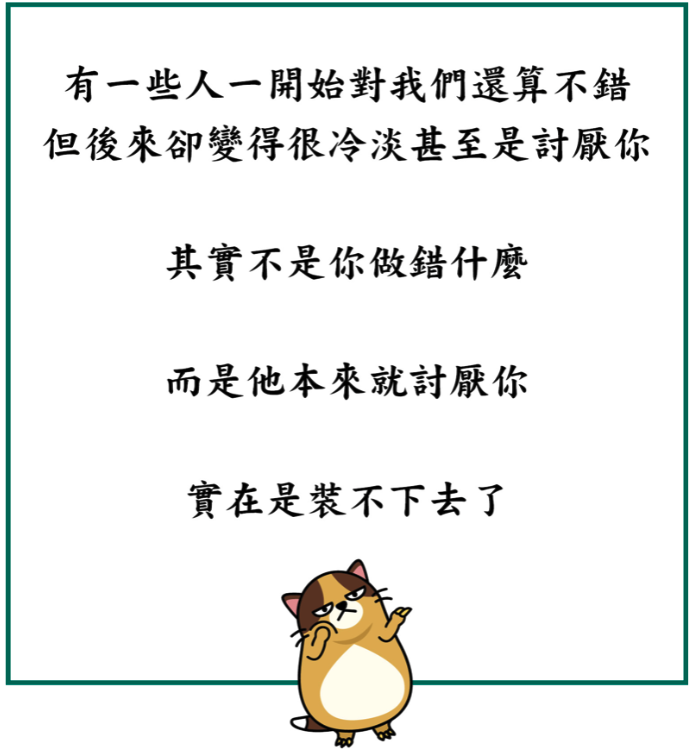 有一些人一開始對我們還算不錯
但後來卻變得很冷淡甚至是討厭你
其實不是你做錯什麼
而是他本來就討厭你
實在是裝不下去了